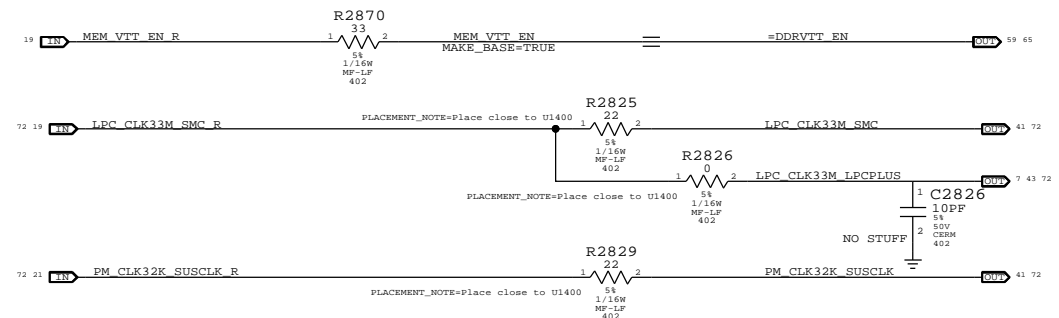 R2870
33
19 IN MEM_VTT_EN_R 1 2 MEM_VTT_EN =DDRVTT_EN OUT 59 65
MAKE_BASE=TRUE
5%
1/16W
MF-LF
402
R2825
PLACEMENT_NOTE=Place close to U1400 22
72 19 IN LPC_CLK33M_SMC_R 1 2 LPC_CLK33M_SMC OUT 41 72
5%
1/16W
MF-LF
402
R2826
0
1 2 LPC_CLK33M_LPCPLUS OUT 7 43 72
PLACEMENT_NOTE=Place close to U1400
5%
1/16W
MF-LF
402
1 C2826
10PF
5%
50V
CERM
402
2
NO STUFF
R2829
22
72 21 IN PM_CLK32K_SUSCLK_R 1 2 PM_CLK32K_SUSCLK OUT 41 72
PLACEMENT_NOTE=Place close to U1400
5%
1/16W
MF-LF
402